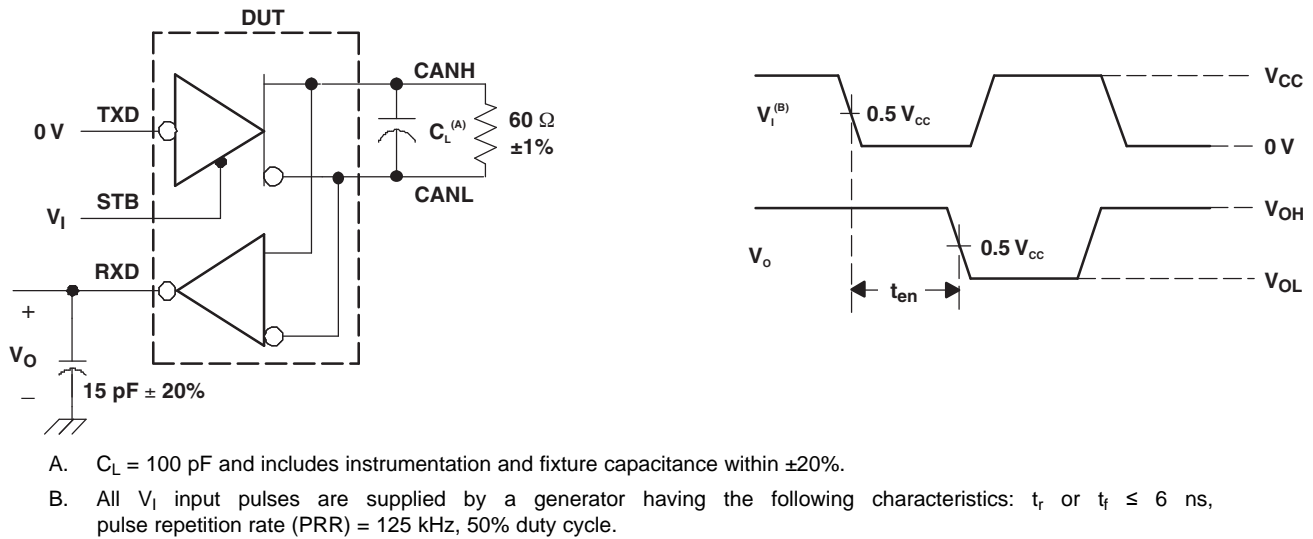 DUT
TXD
0 V
STB
V_I
RXD
+
V_O
–
15 pF ± 20%
CANH
C_L^(A)
60 Ω
±1%
CANL
V_I^(B)
0.5 V_CC
V_CC
0 V
V_O
0.5 V_CC
t_en
V_OH
V_OL
A. C_L = 100 pF and includes instrumentation and fixture capacitance within ±20%.
B. All V_I input pulses are supplied by a generator having the following characteristics: t_r or t_f ≤ 6 ns,
pulse repetition rate (PRR) = 125 kHz, 50% duty cycle.